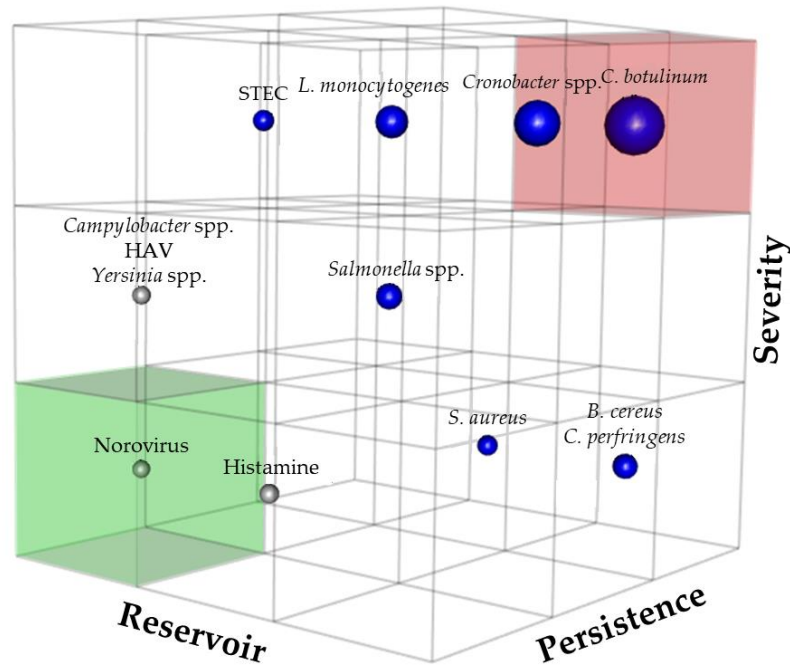 STEC
L. monocytogenes
Cronobacter spp.
C. botulinum
Campylobacter spp.
HAV
Yersinia spp.
Salmonella spp.
Severity
Norovirus
Histamine
S. aureus
B. cereus
C. perfringens
Reservoir
Persistence